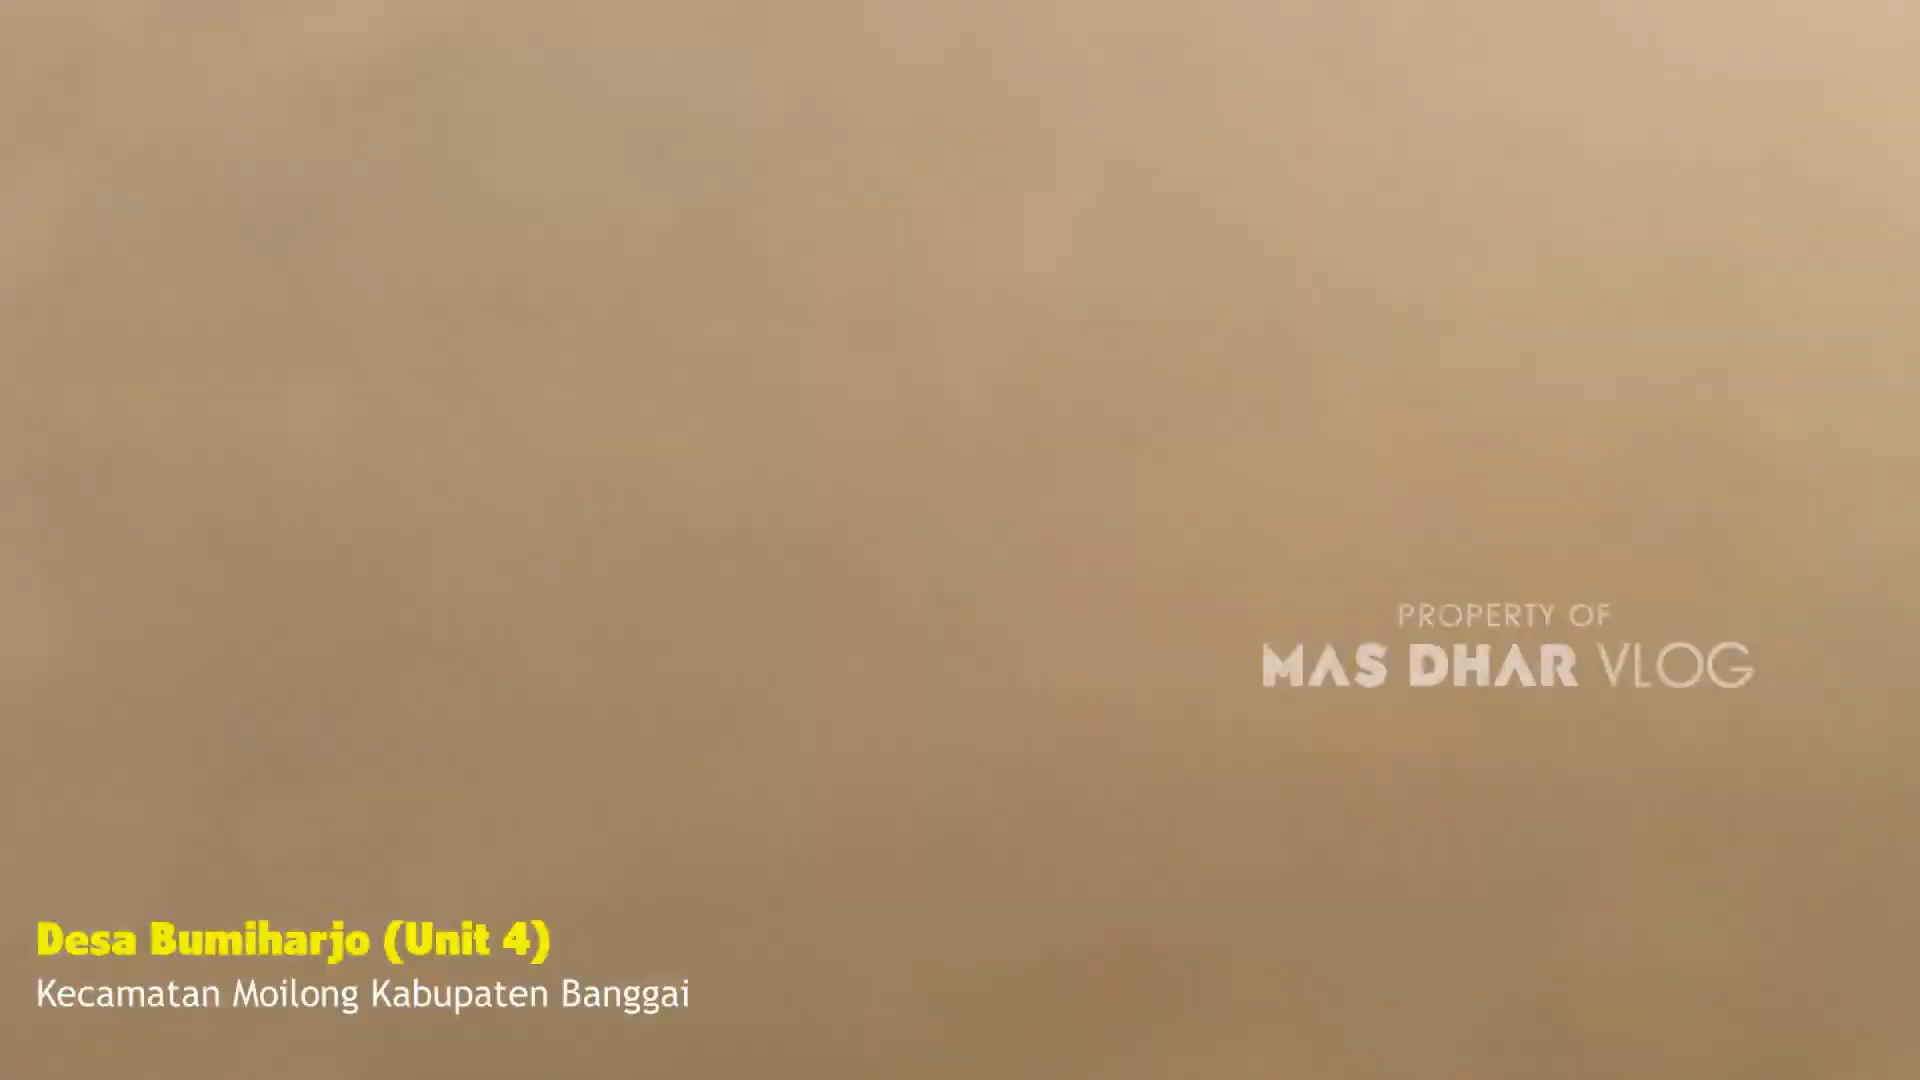 PROPERTY OF
MAS DHAR VLOG
Desa Bumiharjo (Unit 4)
Kecamatan Moilong Kabupaten Banggai